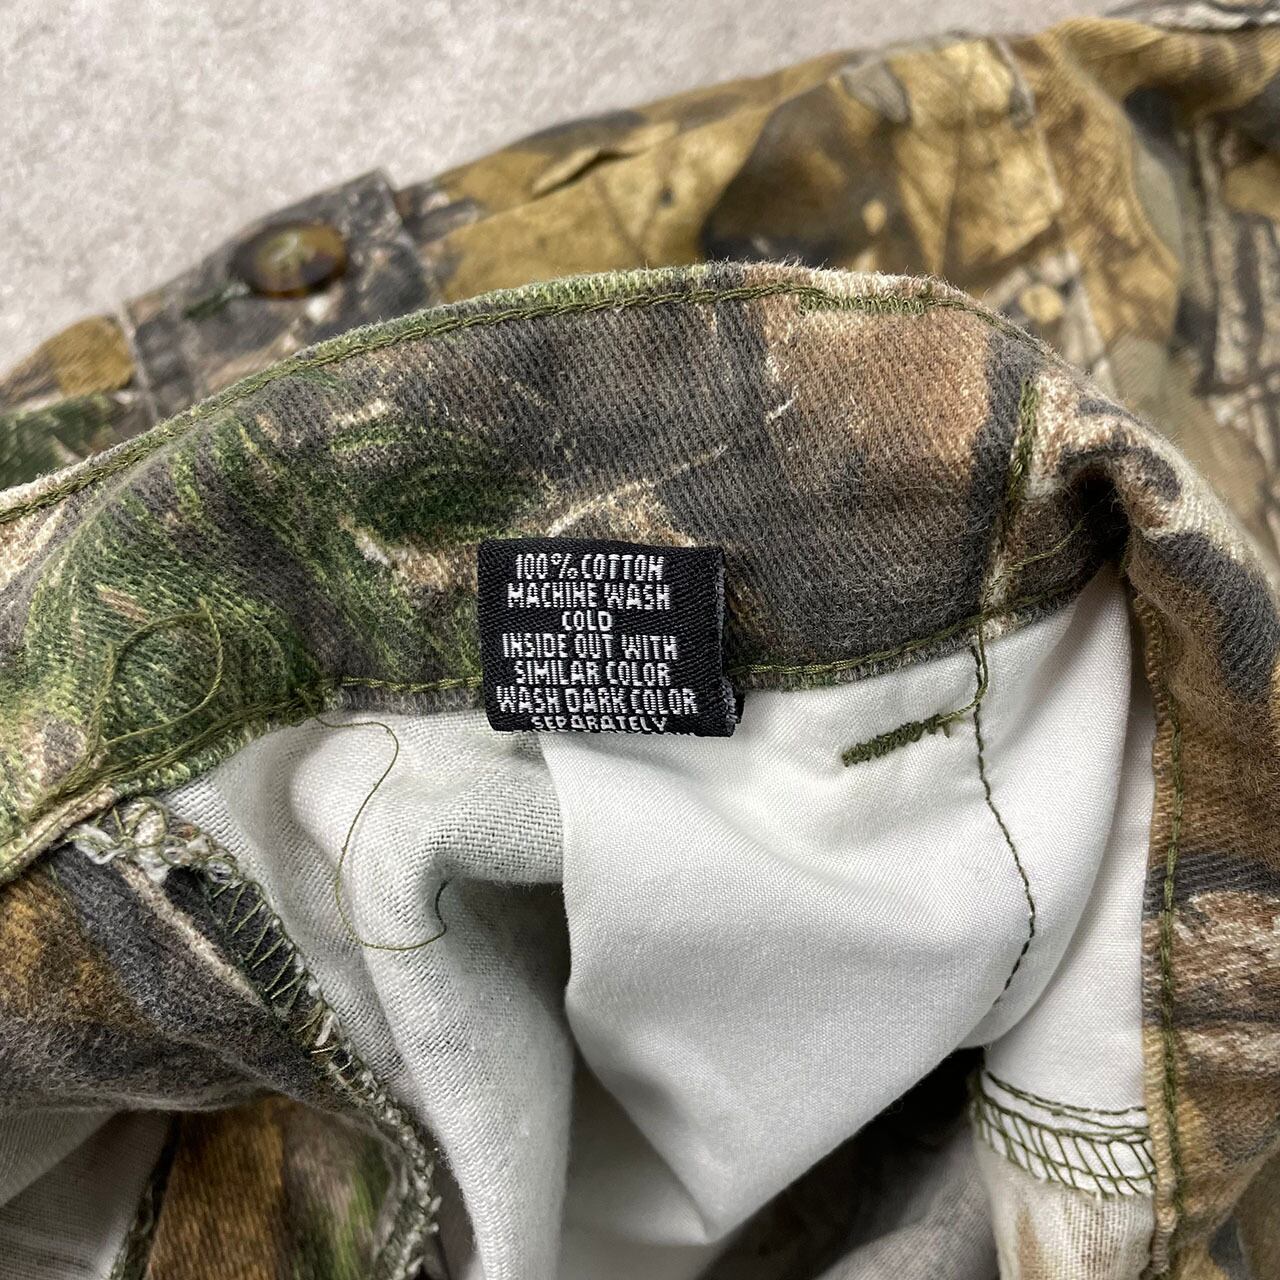 100% COTTON
MACHINE WASH
COLD
INSIDE OUT WITH
SIMILAR COLOR
WASH DARK COLOR
SEPARATELY